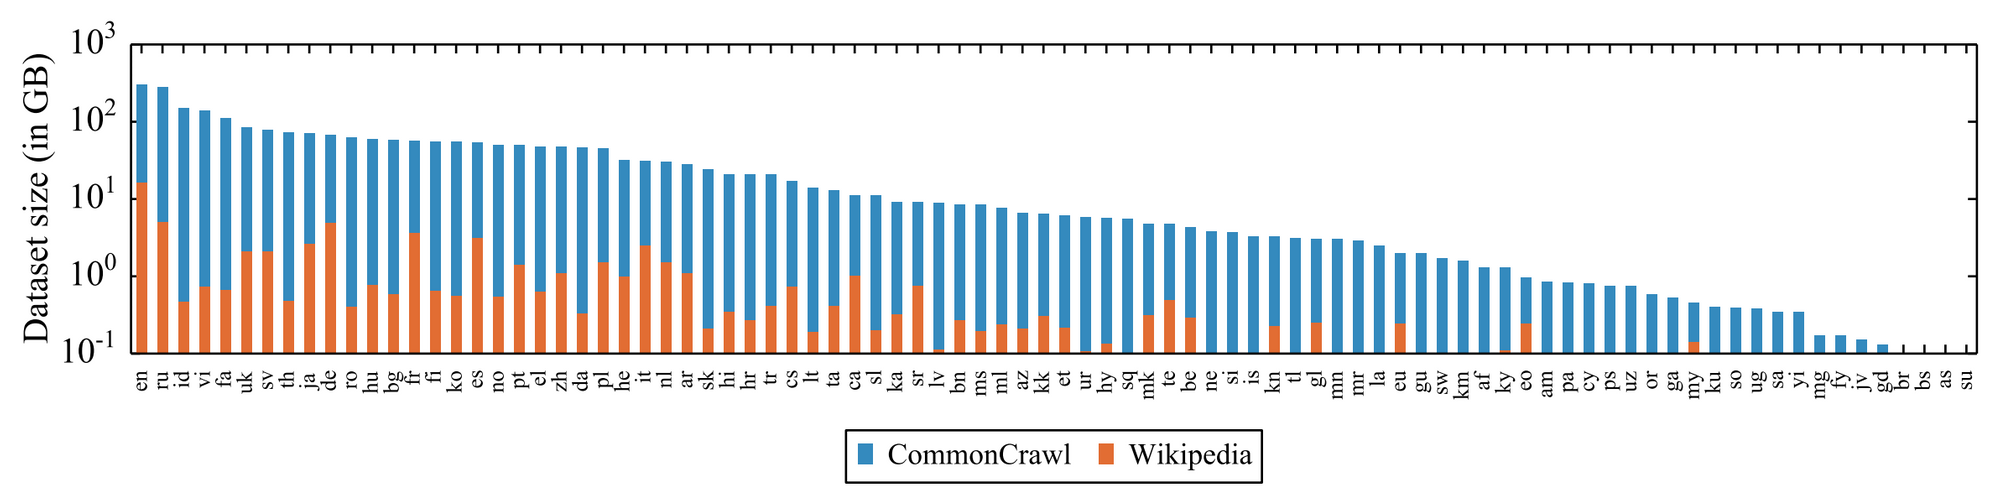 Dataset size (in GB)
10^3
10^2
10^1
10^0
10^-1
en ru id vi fa uk sv th ja de ro hu bg fr fi ko es no pt el zh da pl he it nl ar sk hi hr tr cs lt ta ca sl ka sr lv bn ms ml az kk et ur hy sq mk te be ne si is kn tl gl mn mr la eu gu sw km af ky eo am pa cy ps uz or ga my ku so ug sa yi mg fy jv gd br bs as su
CommonCrawl Wikipedia